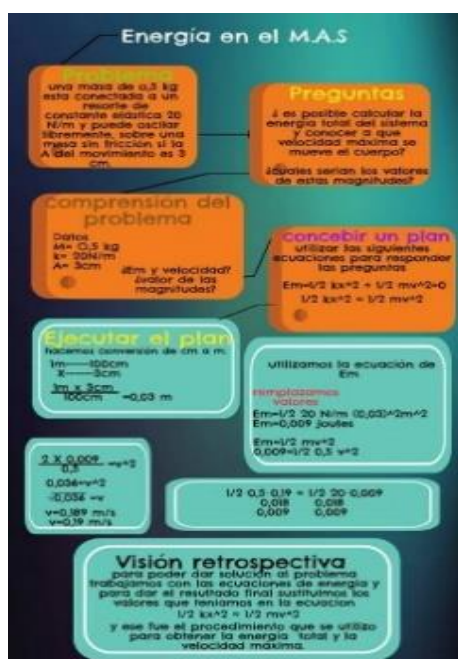 Energía en el M.A.S
Problema
una masa de 0,5 kg
esta conectada a un
resorte de
constante elástica 20
N/m y puede oscilar
libremente, sobre una
mesa sin fricción si la
A del movimiento es 3
cm.
Preguntas
¿ es posible calcular la
energía total del sistema
y conocer a que
velocidad máxima se
mueve el cuerpo?
¿cuales serian los valores
de estas magnitudes?
Comprensión del
problema
Datos
M= 0,5 kg
k= 20N/m
A= 3cm
¿Em y velocidad?
¿valor de las
magnitudes?
concebir un plan
utilizar las siguientes
ecuaciones para responder
las preguntas
Em=1/2 kx^2 + 1/2 mv^2=0
1/2 kx^2 = 1/2 mv^2
Ejecutar el plan
hacemos conversión de cm a m.
1m-----100cm
X------3cm
1m x 3cm
100cm =0,03 m
utilizamos la ecuación de
Em
remplazamos
valores
Em=1/2 20 N/m (0,03)^2m^2
Em=0,009 joules
Em=1/2 mv^2
0,009=1/2 0,5 v^2
2 X 0,009
0,5 =v^2
0,036=v^2
0,036 =v
v=0,189 m/s
v=0,19 m/s
1/2 0,5·0,19 = 1/2 20·0,009
0,018 0,018
0,009 0,009
Visión retrospectiva
para poder dar solución al problema
trabajamos con las ecuaciones de energía y
para dar el resultado final sustituimos los
valores que teníamos en la ecuacion
1/2 kx^2 = 1/2 mv^2
y ese fue el procedimiento que se utilizo
para obtener la energía total y la
velocidad máxima.